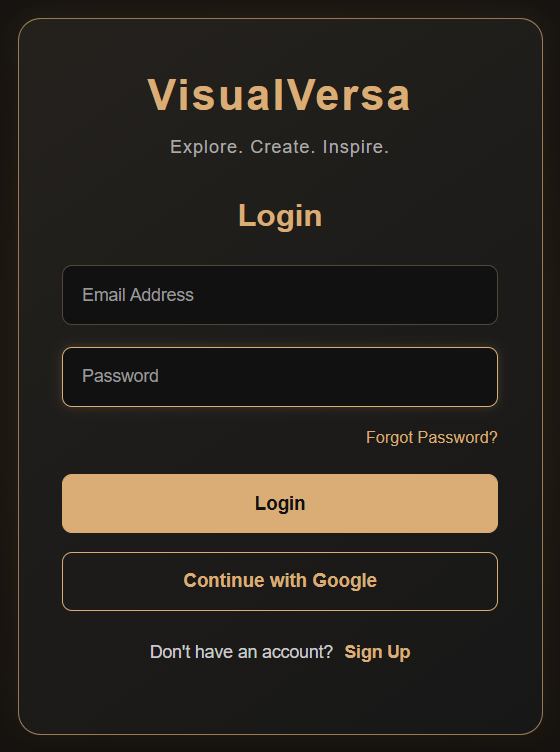 VisualVersa
Explore. Create. Inspire.
Login
Email Address
Password
Forgot Password?
Login
Continue with Google
Don't have an account? Sign Up